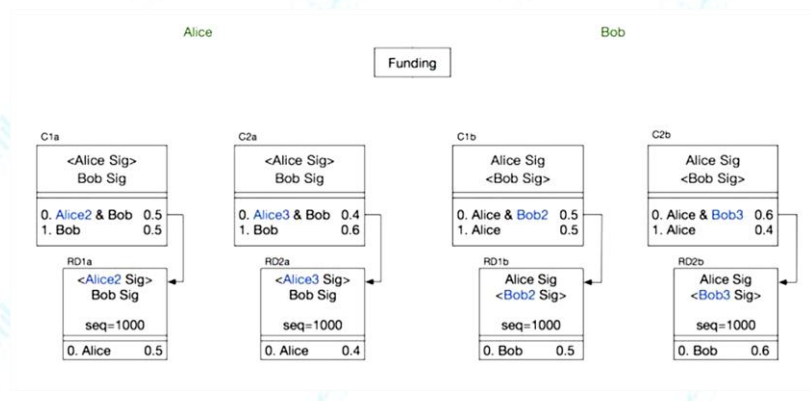 Alice
Bob
Funding
C1a
<Alice Sig>
Bob Sig
0. Alice2 & Bob 0.5
1. Bob 0.5
RD1a
<Alice2 Sig>
Bob Sig
seq=1000
0. Alice 0.5
C2a
<Alice Sig>
Bob Sig
0. Alice3 & Bob 0.4
1. Bob 0.6
RD2a
<Alice3 Sig>
Bob Sig
seq=1000
0. Alice 0.4
C1b
Alice Sig
<Bob Sig>
0. Alice & Bob2 0.5
1. Alice 0.5
RD1b
Alice Sig
<Bob2 Sig>
seq=1000
0. Bob 0.5
C2b
Alice Sig
<Bob Sig>
0. Alice & Bob3 0.6
1. Alice 0.4
RD2b
Alice Sig
<Bob3 Sig>
seq=1000
0. Bob 0.6